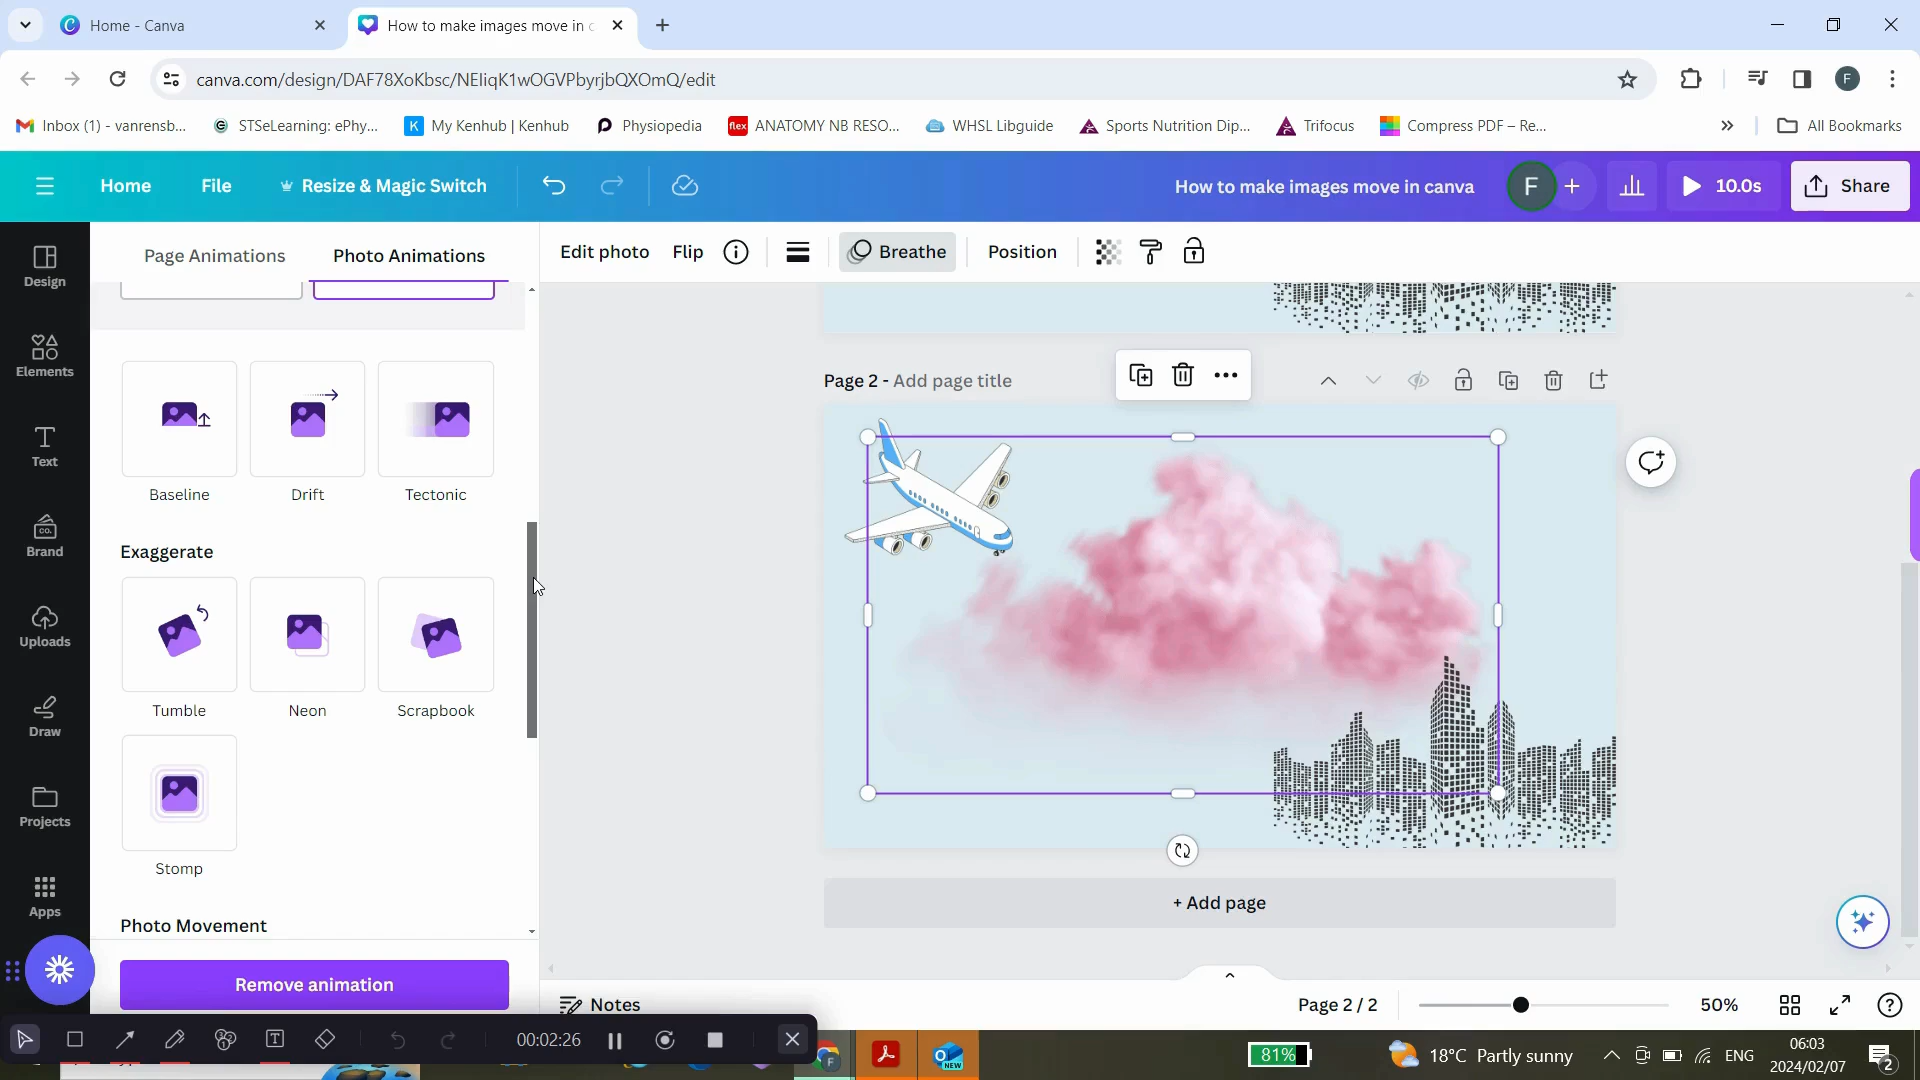 Home - Canva
How to make images move in c
canva.com/design/DAF78XoKbsc/NEIiqK1wOGVPbyrjbQXOmQ/edit
F
Inbox (1) - vanrensb...
STSeLearning: ePhy...
K
My Kenhub | Kenhub
Physiopedia
flex
ANATOMY NB RESO...
WHSL Libguide
Sports Nutrition Dip...
Trifocus
Compress PDF – Re...
All Bookmarks
Home
File
Resize & Magic Switch
How to make images move in canva
F
10.0s
Share
Design
Elements
Text
Brand
Uploads
Draw
Projects
Apps
Page Animations
Photo Animations
Edit photo
Flip
Breathe
Position
Baseline
Drift
Tectonic
Exaggerate
Tumble
Neon
Scrapbook
Stomp
Photo Movement
Remove animation
Page 2 - Add page title
+ Add page
Notes
Page 2 / 2
50%
00:02:26
NEW
81%
18°C Partly sunny
ENG
06:03
2024/02/07
2